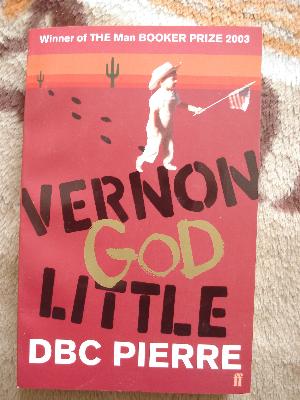 Winner of THE Man BOOKER PRIZE 2003
VERNON
GOD
LITTLE
DBC PIERRE
ff